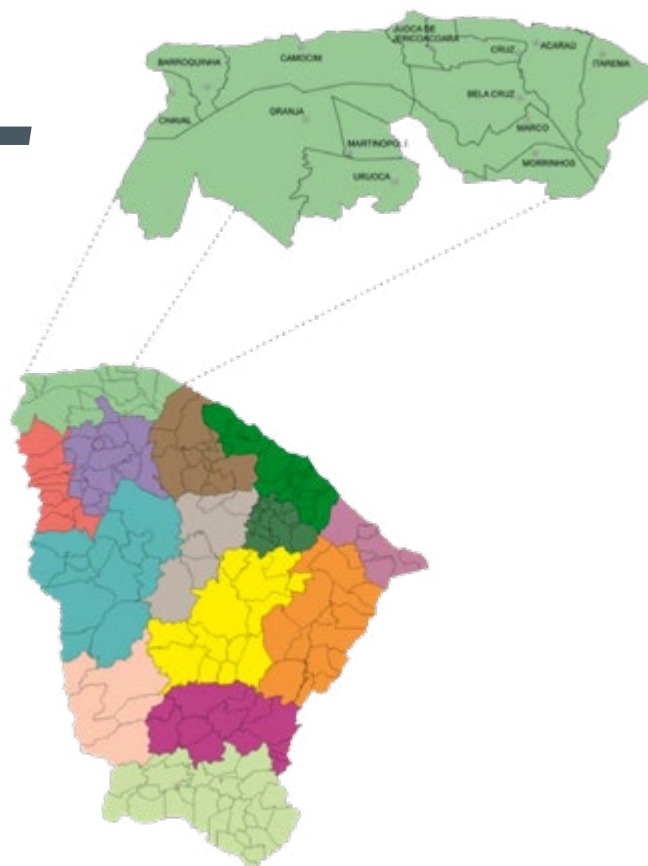 JIJOCA DE
JERICOACOARA
CAMOCIM
CRUZ
ACARAÚ
BARROQUINHA
ITAREMA
BELA CRUZ
CHAVAL
GRANJA
MARCO
MARTINÓPOLE
MORRINHOS
URUOCA